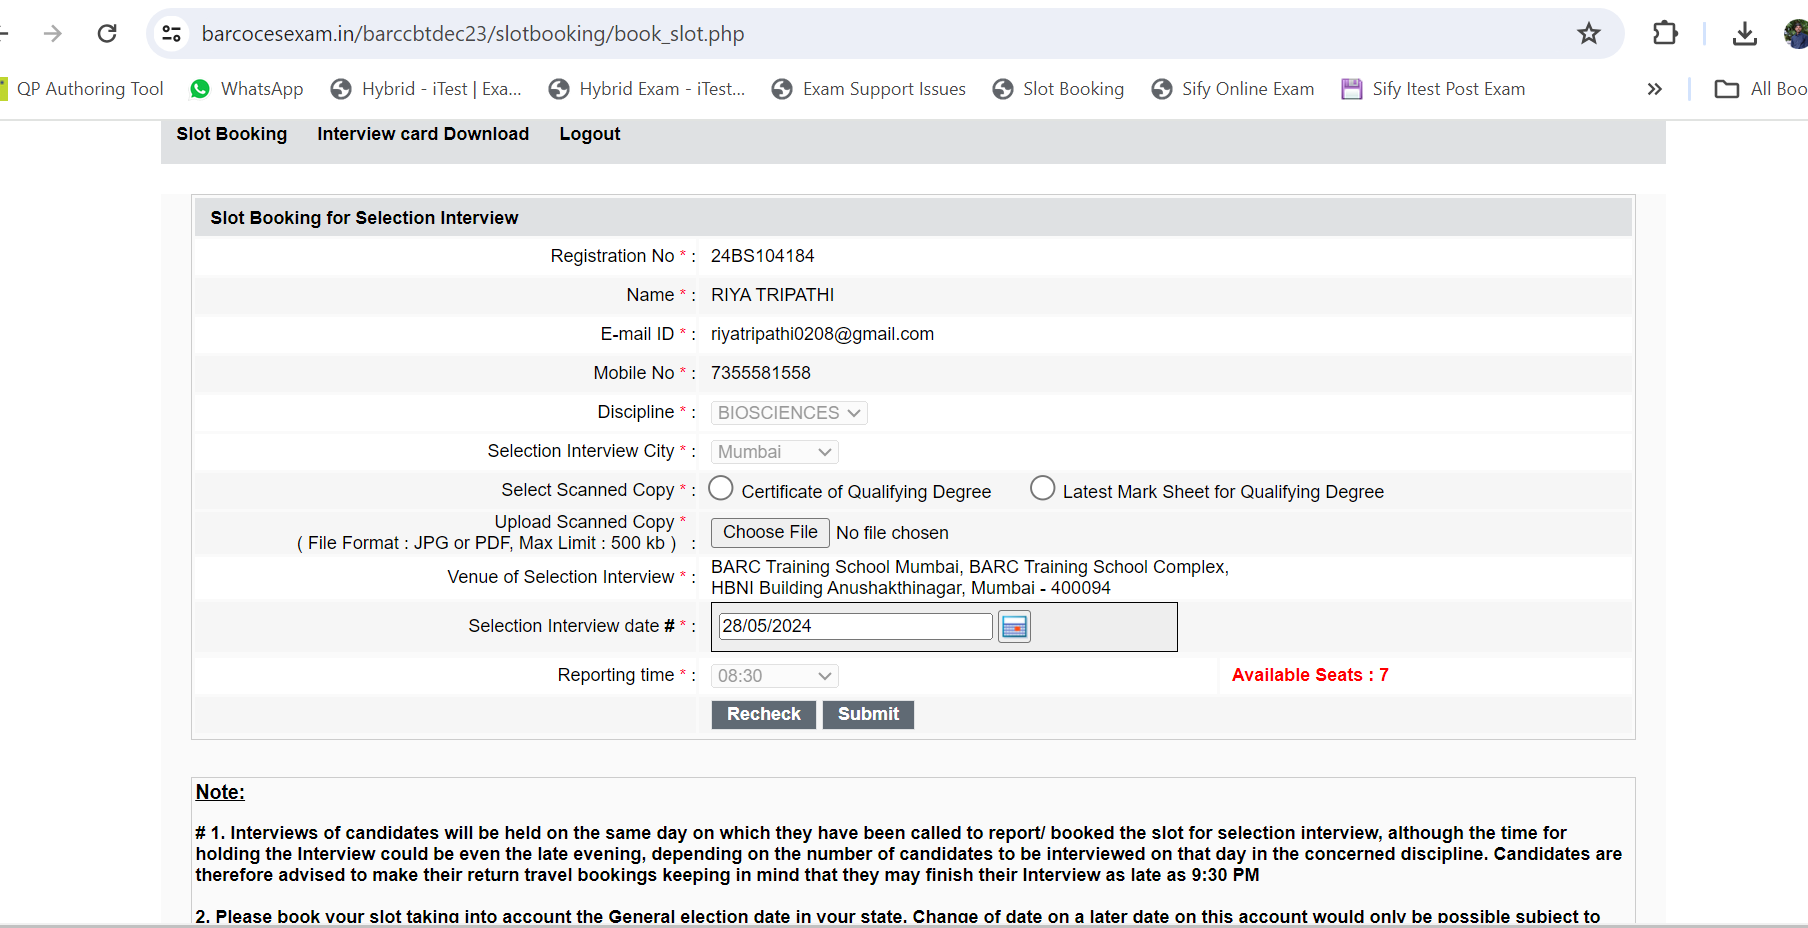 barcocesexam.in/barccbtdec23/slotbooking/book_slot.php
QP Authoring Tool WhatsApp Hybrid - iTest | Exa... Hybrid Exam - iTest... Exam Support Issues Slot Booking Sify Online Exam Sify Itest Post Exam » All Boo
Slot Booking Interview card Download Logout
Slot Booking for Selection Interview
Registration No * : 24BS104184
Name * : RIYA TRIPATHI
E-mail ID * : riyatripathi0208@gmail.com
Mobile No * : 7355581558
Discipline * : BIOSCIENCES
Selection Interview City * : Mumbai
Select Scanned Copy * : Certificate of Qualifying Degree Latest Mark Sheet for Qualifying Degree
Upload Scanned Copy *
( File Format : JPG or PDF, Max Limit : 500 kb ) : Choose File No file chosen
Venue of Selection Interview * : BARC Training School Mumbai, BARC Training School Complex,
HBNI Building Anushakthinagar, Mumbai - 400094
Selection Interview date # * : 28/05/2024
Reporting time * : 08:30 Available Seats : 7
Recheck Submit
Note:
# 1. Interviews of candidates will be held on the same day on which they have been called to report/ booked the slot for selection interview, although the time for
holding the Interview could be even the late evening, depending on the number of candidates to be interviewed on that day in the concerned discipline. Candidates are
therefore advised to make their return travel bookings keeping in mind that they may finish their Interview as late as 9:30 PM
2. Please book your slot taking into account the General election date in your state. Change of date on a later date on this account would only be possible subject to